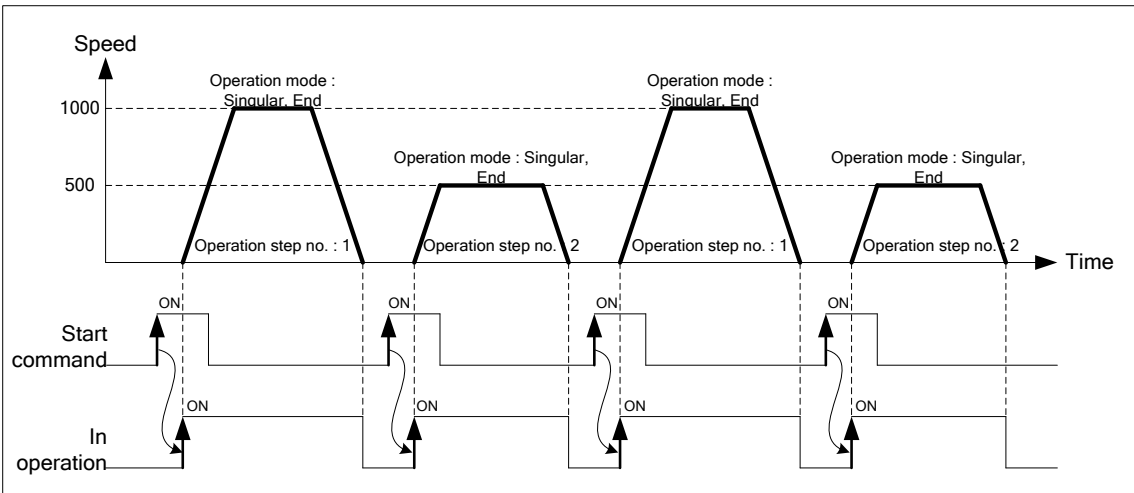 Speed
Operation mode :
Singular, End
Operation mode :
Singular, End
1000
Operation mode : Singular,
End
Operation mode : Singular,
End
500
Operation step no. : 1
Operation step no. : 2
Operation step no. : 1
Operation step no. : 2
Time
ON
ON
ON
ON
Start
command
ON
ON
ON
ON
In
operation